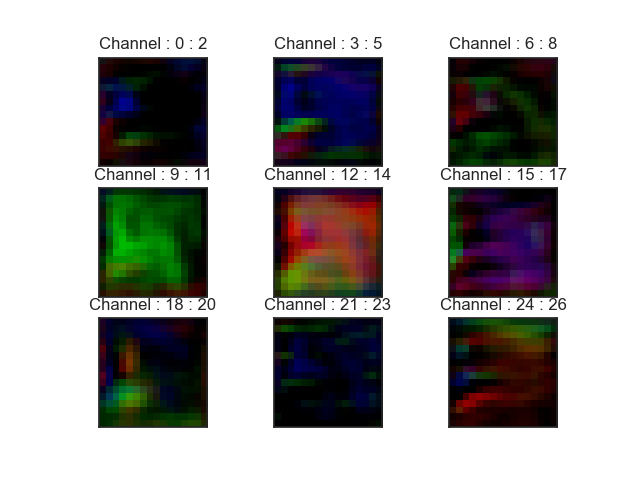 Channel : 0 : 2
Channel : 3 : 5
Channel : 6 : 8
Channel : 9 : 11
Channel : 12 : 14
Channel : 15 : 17
Channel : 18 : 20
Channel : 21 : 23
Channel : 24 : 26